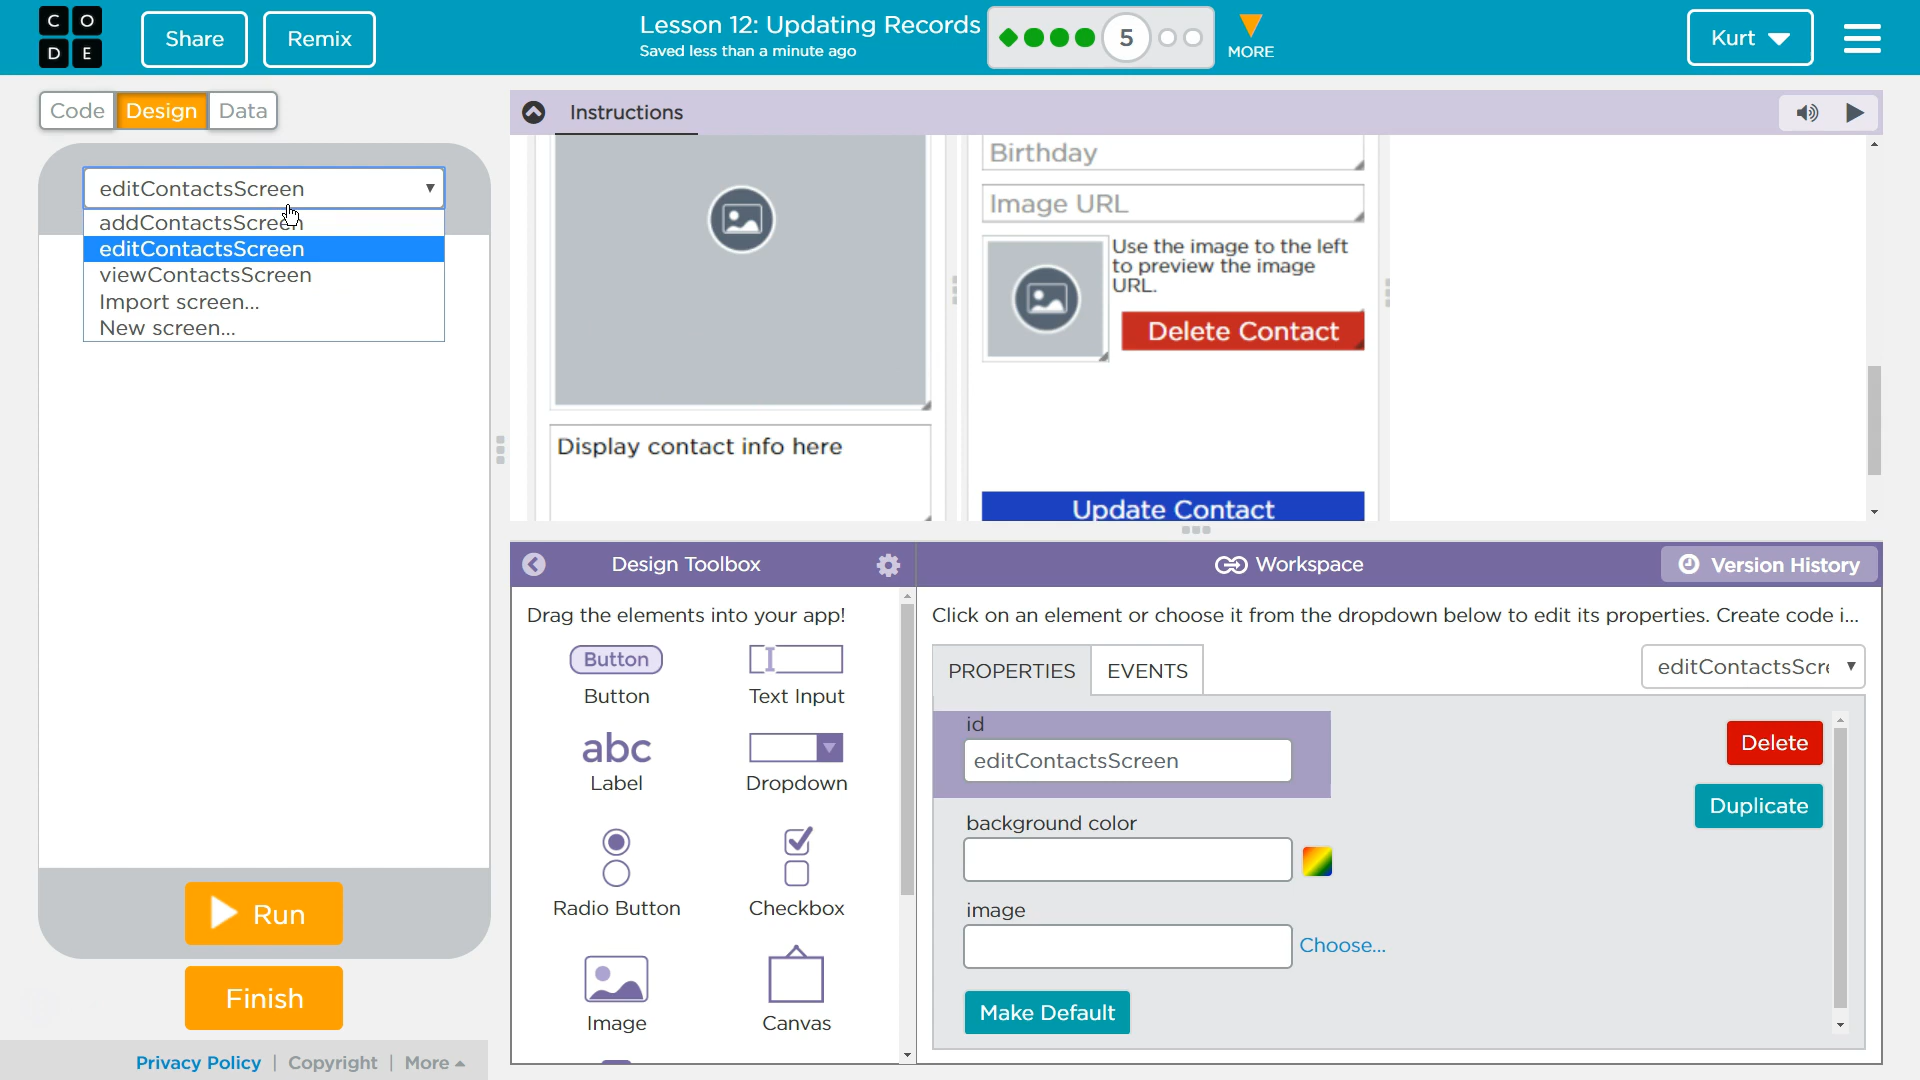 C O
D E
Share
Remix
Lesson 12: Updating Records
Saved less than a minute ago
5
MORE
Kurt
Code
Design
Data
Instructions
editContactsScreen
addContactsScreen
editContactsScreen
viewContactsScreen
Import screen...
New screen...
Birthday
Image URL
Use the image to the left
to preview the image
URL.
Delete Contact
Display contact info here
Update Contact
Design Toolbox
Workspace
Version History
Drag the elements into your app!
Click on an element or choose it from the dropdown below to edit its properties. Create code i...
Button
Button
Text Input
abc
Label
Dropdown
Radio Button
Checkbox
Image
Canvas
PROPERTIES
EVENTS
editContactsScre
id
editContactsScreen
Delete
Duplicate
background color
image
Choose...
Make Default
Run
Finish
Privacy Policy | Copyright | More